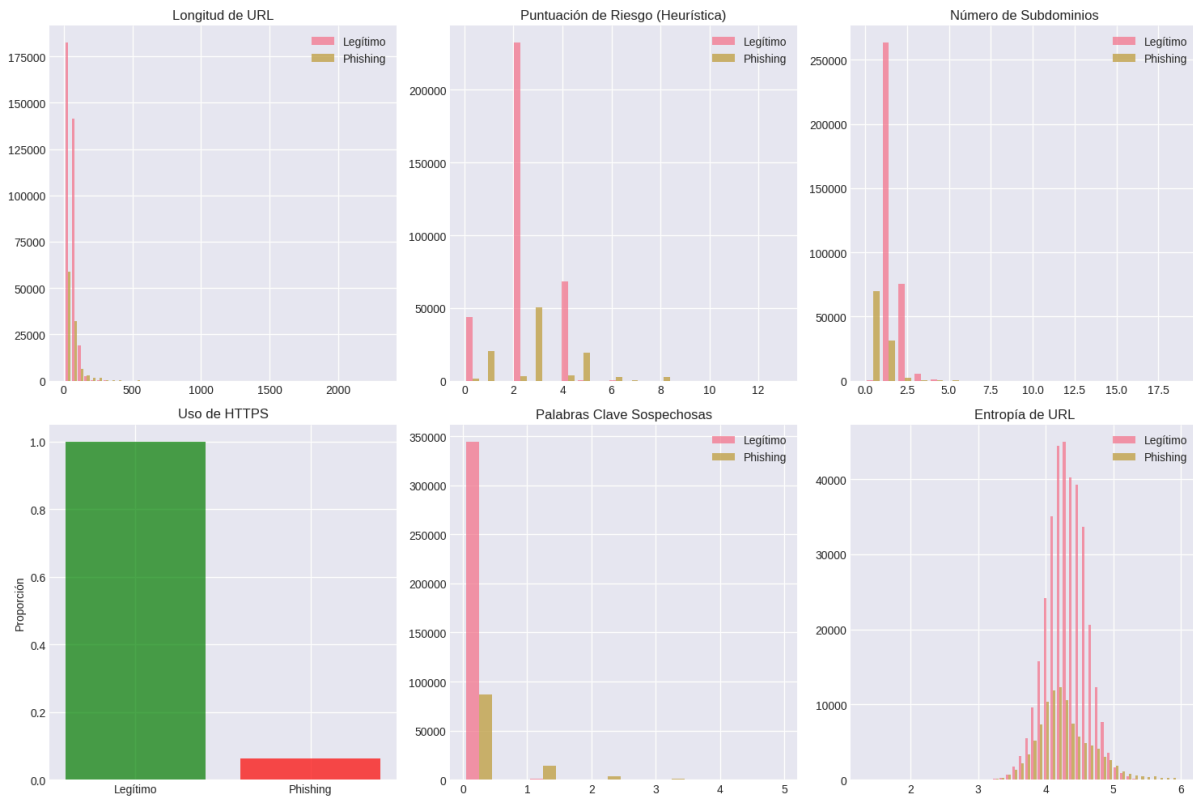 Longitud de URL
Legítimo
Phishing
175000
150000
125000
100000
75000
50000
25000
0
0 500 1000 1500 2000
Puntuación de Riesgo (Heurística)
Legítimo
Phishing
200000
150000
100000
50000
0
0 2 4 6 8 10 12
Número de Subdominios
Legítimo
Phishing
250000
200000
150000
100000
50000
0
0.0 2.5 5.0 7.5 10.0 12.5 15.0 17.5
Uso de HTTPS
Proporción
1.0
0.8
0.6
0.4
0.2
0.0
Legítimo Phishing
Palabras Clave Sospechosas
Legítimo
Phishing
350000
300000
250000
200000
150000
100000
50000
0
0 1 2 3 4 5
Entropía de URL
Legítimo
Phishing
40000
30000
20000
10000
0
2 3 4 5 6